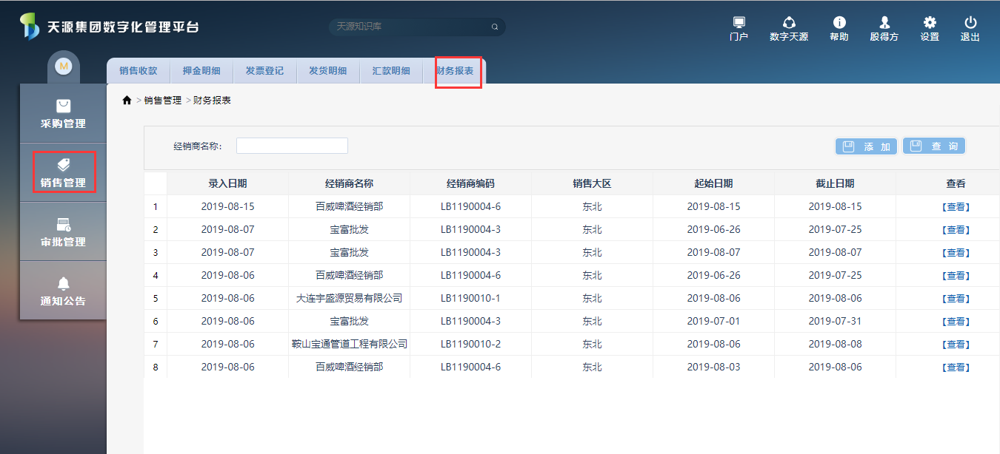 天源集团数字化管理平台
天源知识库
门户 数字天源 帮助 殷得方 设置 退出
M
销售收款 押金明细 发票登记 发货明细 汇款明细 财务报表
> 销售管理 > 财务报表
采购管理
销售管理
审批管理
通知公告
经销商名称：
添 加 查 询
录入日期 经销商名称 经销商编码 销售大区 起始日期 截止日期 查看
1 2019-08-15 百威啤酒经销部 LB1190004-6 东北 2019-08-15 2019-08-15 【查看】
2 2019-08-07 宝富批发 LB1190004-3 东北 2019-06-26 2019-07-25 【查看】
3 2019-08-07 宝富批发 LB1190004-3 东北 2019-08-07 2019-08-07 【查看】
4 2019-08-06 百威啤酒经销部 LB1190004-6 东北 2019-06-26 2019-07-25 【查看】
5 2019-08-06 大连宇盛源贸易有限公司 LB1190010-1 东北 2019-08-06 2019-08-06 【查看】
6 2019-08-06 宝富批发 LB1190004-3 东北 2019-07-01 2019-07-31 【查看】
7 2019-08-06 鞍山宝通管道工程有限公司 LB1190010-2 东北 2019-08-06 2019-08-08 【查看】
8 2019-08-06 百威啤酒经销部 LB1190004-6 东北 2019-08-03 2019-08-06 【查看】